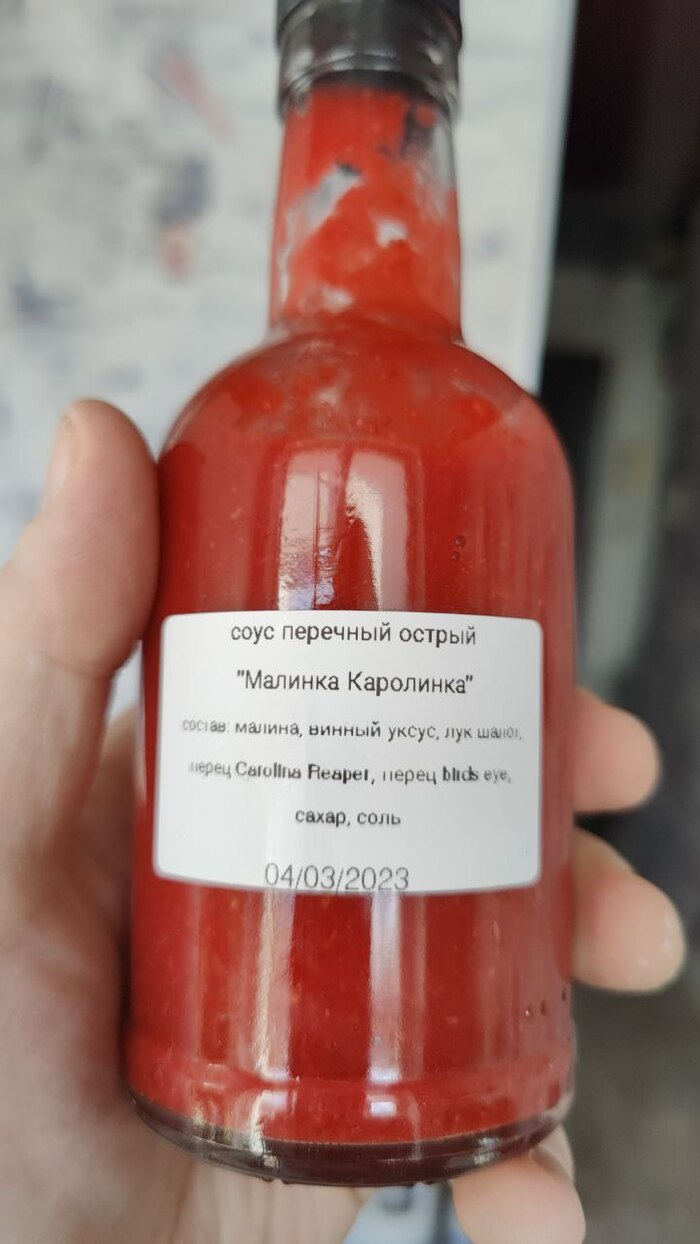 соус перечный острый
"Малинка Каролинка"
состав: малина, винный уксус, лук шалот,
перец Carolina Reaper, перец birds eye,
сахар, соль
04/03/2023